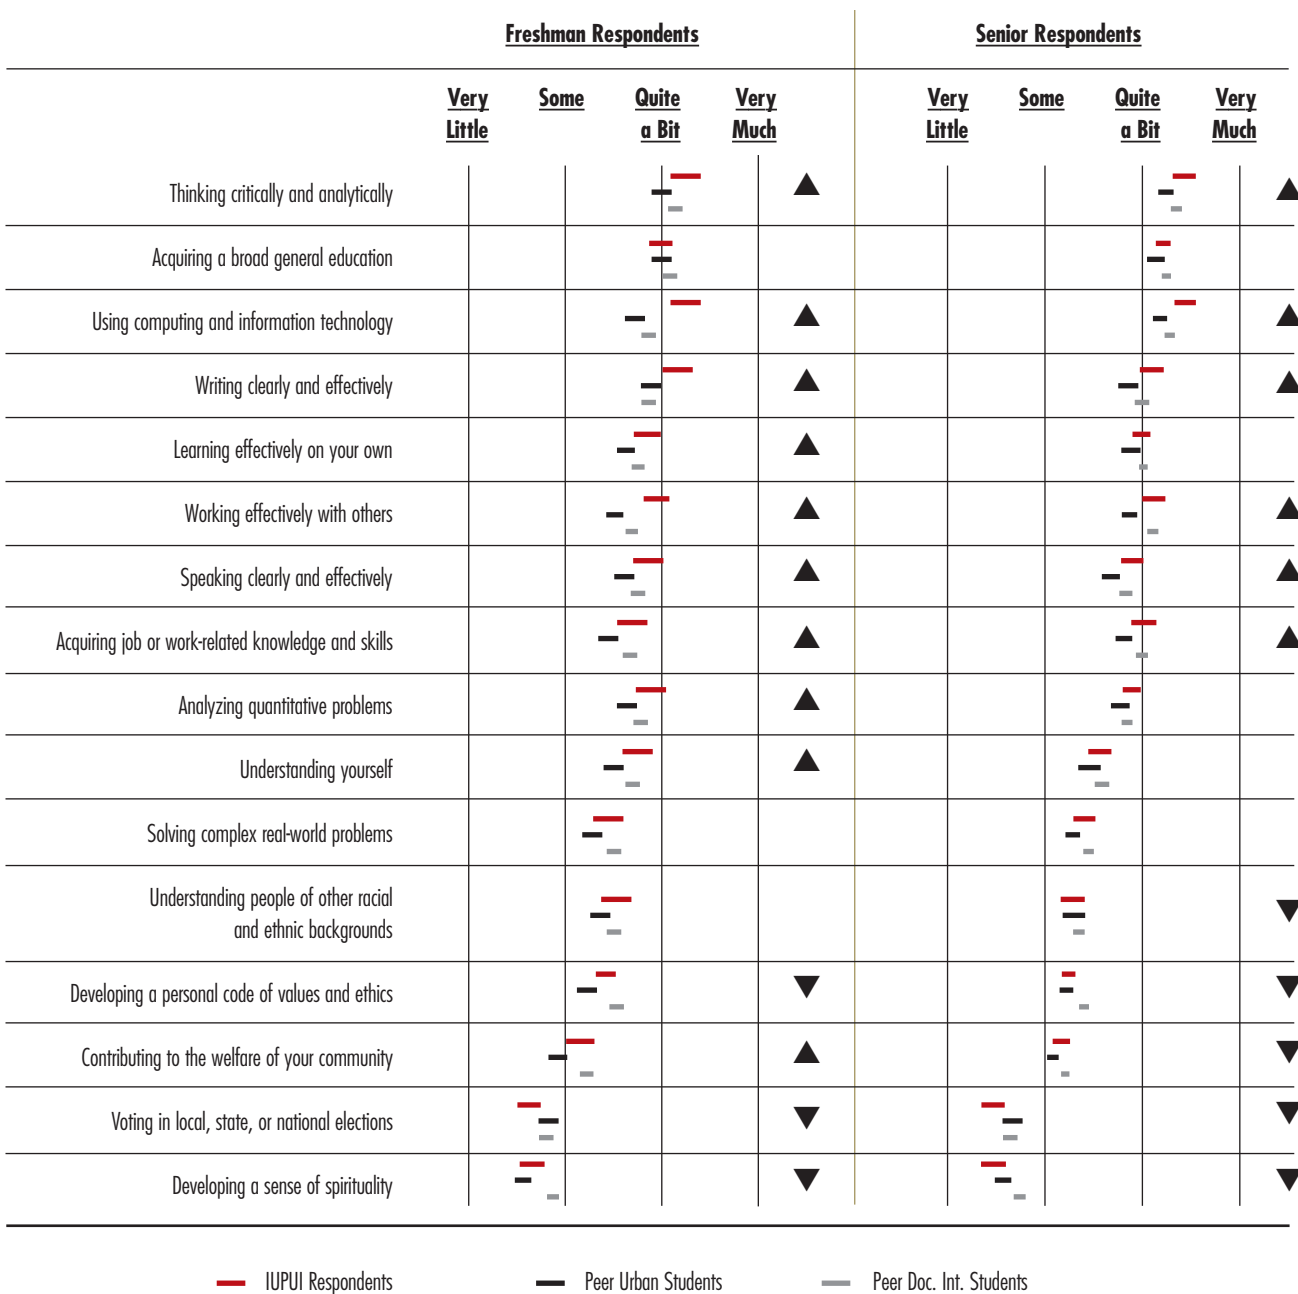 Freshman Respondents
Senior Respondents
Very Little
Some
Quite a Bit
Very Much
Very Little
Some
Quite a Bit
Very Much
Thinking critically and analytically
Acquiring a broad general education
Using computing and information technology
Writing clearly and effectively
Learning effectively on your own
Working effectively with others
Speaking clearly and effectively
Acquiring job or work-related knowledge and skills
Analyzing quantitative problems
Understanding yourself
Solving complex real-world problems
Understanding people of other racial
and ethnic backgrounds
Developing a personal code of values and ethics
Contributing to the welfare of your community
Voting in local, state, or national elections
Developing a sense of spirituality
IUPUI Respondents
Peer Urban Students
Peer Doc. Int. Students